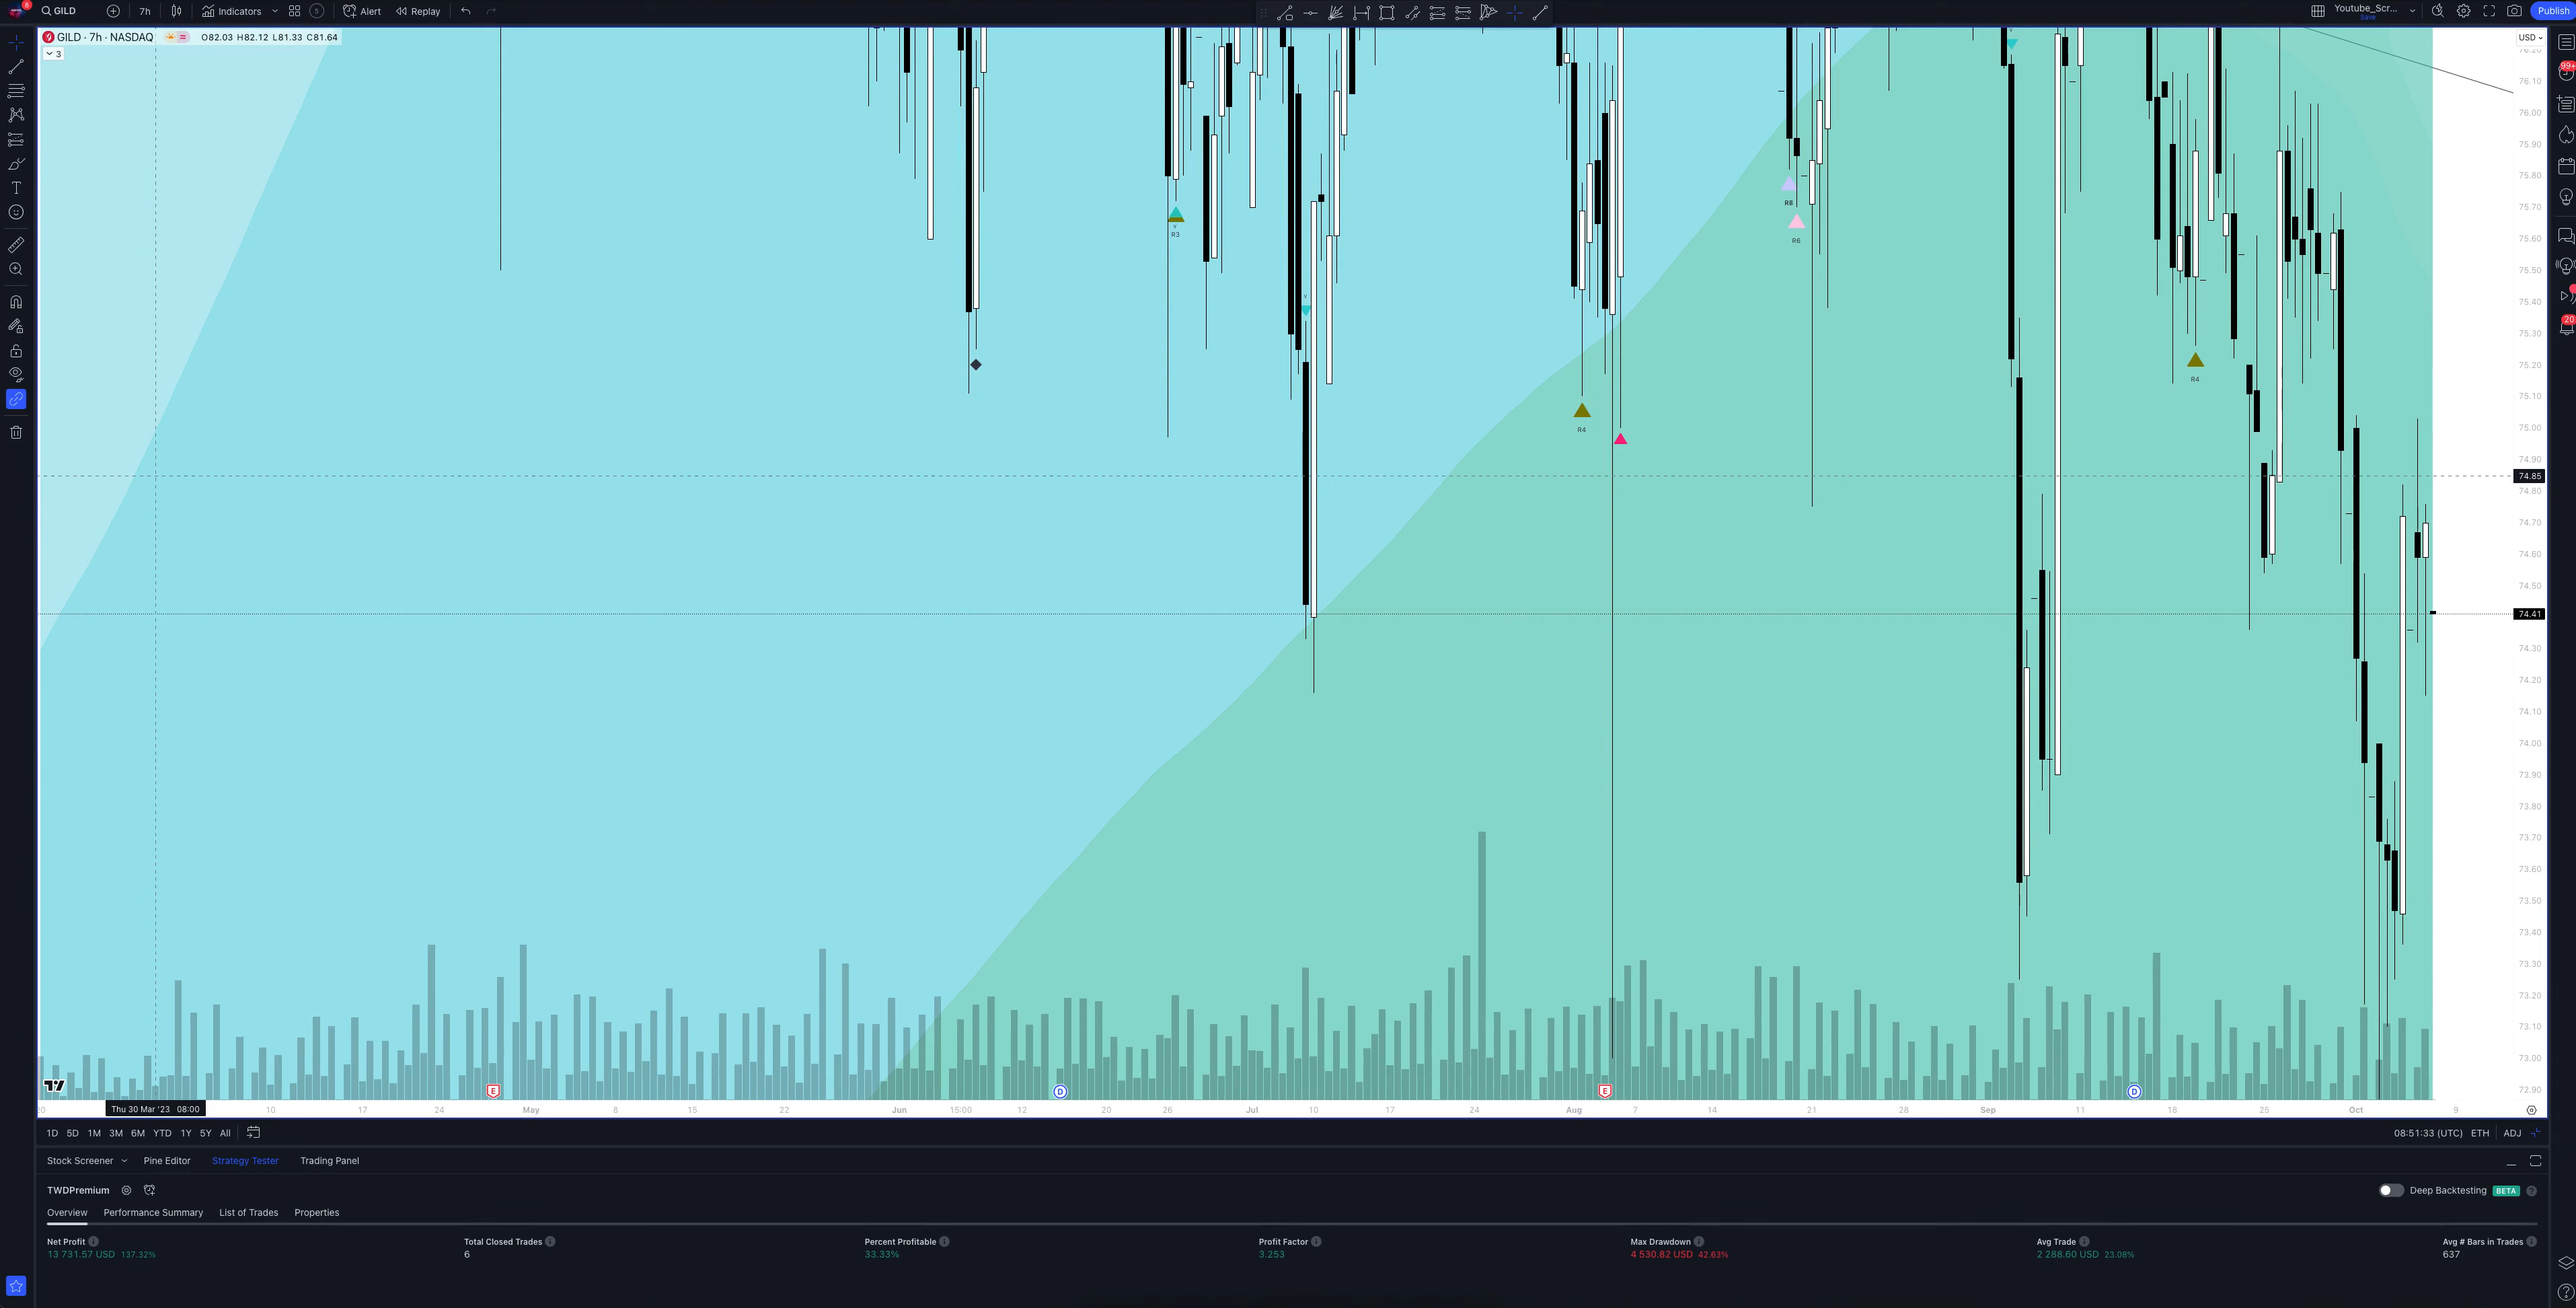 6 GILD 7h Indicators 5 Alert Replay Youtube_Scr... Save Publish
GILD · 7h · NASDAQ O82.03 H82.12 L81.33 C81.64 USD
3
76.20
76.10
76.00
75.90
75.80
75.70
75.60
75.50
75.40
75.30
75.20
75.10
75.00
74.90
74.85
74.80
74.70
74.60
74.50
74.41
74.30
74.20
74.10
74.00
73.90
73.80
73.70
73.60
73.50
73.40
73.30
73.20
73.10
73.00
72.90
99+
20
R3
R6
R4
R4
v
v
E D E D
20 Thu 30 Mar '23 08:00 10 17 24 May 8 15 22 Jun 15:00 12 20 26 Jul 10 17 24 Aug 7 14 21 28 Sep 11 18 25 Oct 9
1D 5D 1M 3M 6M YTD 1Y 5Y All 08:51:33 (UTC) ETH ADJ
Stock Screener Pine Editor Strategy Tester Trading Panel
TWDPremium Deep Backtesting BETA
Overview Performance Summary List of Trades Properties
Net Profit Total Closed Trades Percent Profitable Profit Factor Max Drawdown Avg Trade Avg # Bars in Trades
13 731.57 USD 137.32% 6 33.33% 3.253 4 530.82 USD 42.63% 2 288.60 USD 23.08% 637